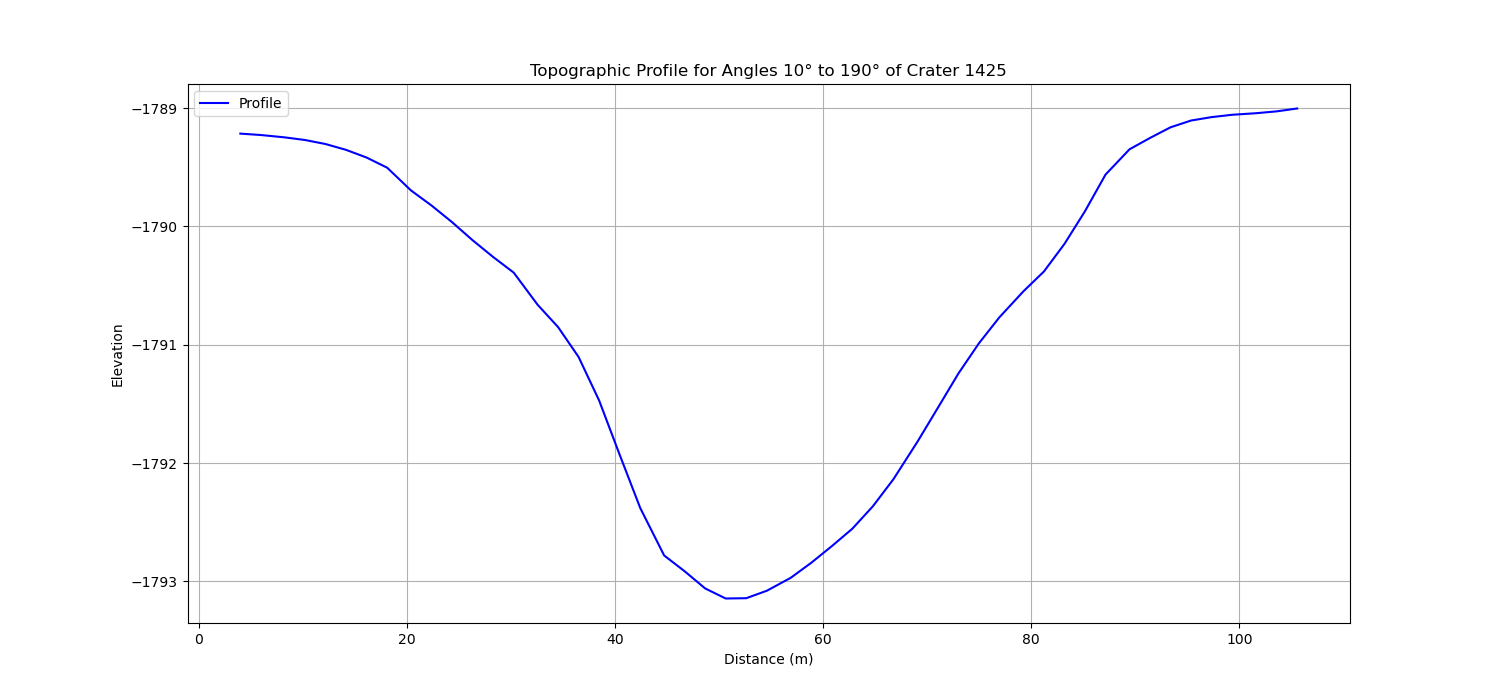 Topographic Profile for Angles 10° to 190° of Crater 1425
Profile
−1789
−1790
−1791
−1792
−1793
Elevation
0 20 40 60 80 100
Distance (m)